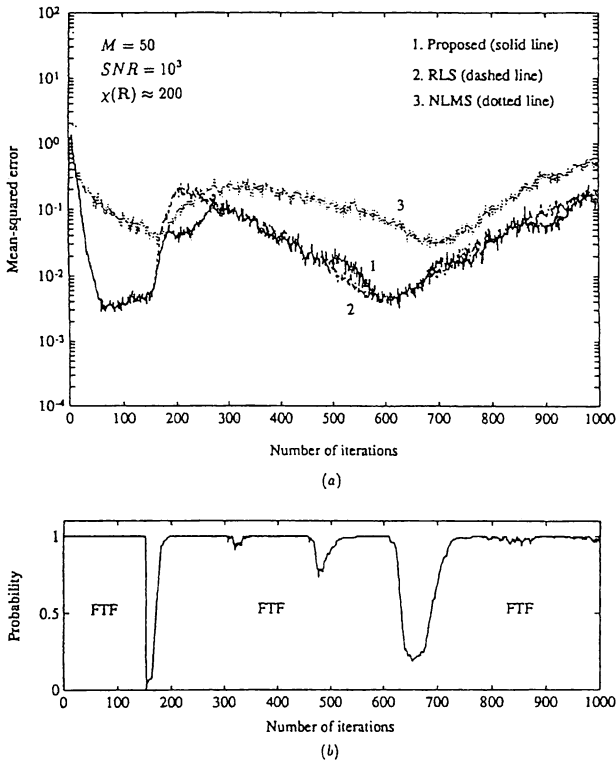 10²
M = 50
1. Proposed (solid line)
SNR = 10³
10¹
2. RLS (dashed line)
χ(R) ≈ 200
3. NLMS (dotted line)
10⁰
Mean-squared error
10⁻¹
3
10⁻²
1
2
10⁻³
10⁻⁴
0 100 200 300 400 500 600 700 800 900 1000
Number of iterations
(a)
1
Probability
0.5
FTF FTF FTF
0
0 100 200 300 400 500 600 700 800 900 1000
Number of iterations
(b)